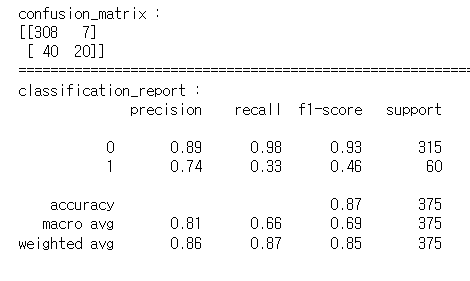 confusion_matrix :
[[308 7]
[ 40 20]]
============================================================
classification_report :
precision recall f1-score support
0 0.89 0.98 0.93 315
1 0.74 0.33 0.46 60
accuracy 0.87 375
macro avg 0.81 0.66 0.69 375
weighted avg 0.86 0.87 0.85 375